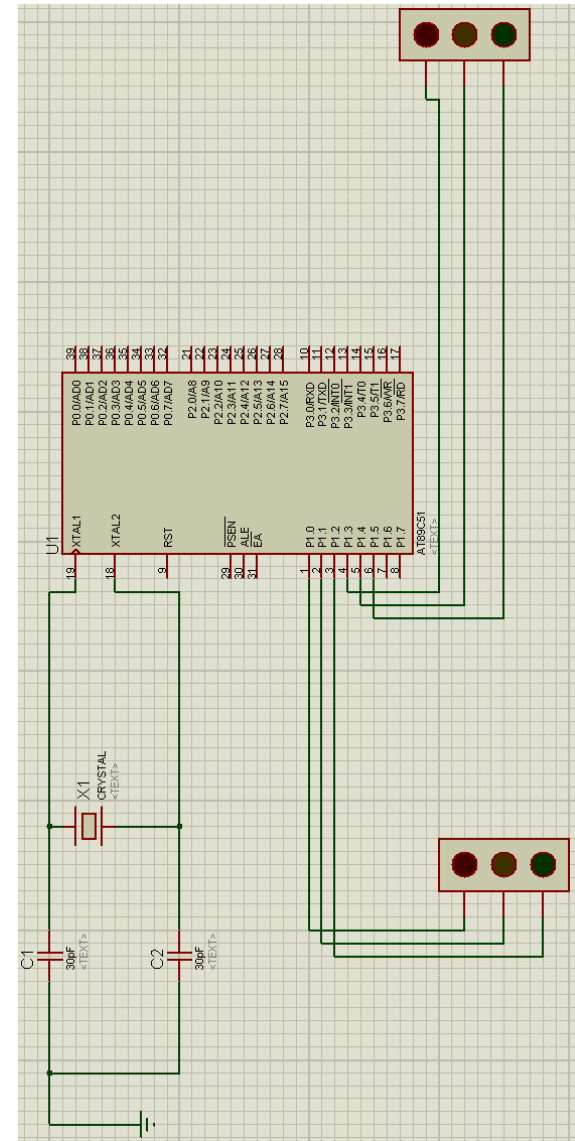 U1
19
XTAL1
18
XTAL2
9
RST
29
PSEN
30
ALE
31
EA
1
P1.0
2
P1.1
3
P1.2
4
P1.3
5
P1.4
6
P1.5
7
P1.6
8
P1.7
P0.0/AD0
39
P0.1/AD1
38
P0.2/AD2
37
P0.3/AD3
36
P0.4/AD4
35
P0.5/AD5
34
P0.6/AD6
33
P0.7/AD7
32
P2.0/A8
21
P2.1/A9
22
P2.2/A10
23
P2.3/A11
24
P2.4/A12
25
P2.5/A13
26
P2.6/A14
27
P2.7/A15
28
P3.0/RXD
10
P3.1/TXD
11
P3.2/INT0
12
P3.3/INT1
13
P3.4/T0
14
P3.5/T1
15
P3.6/WR
16
P3.7/RD
17
AT89C51
<TEXT>
X1
CRYSTAL
<TEXT>
C1
30pF
<TEXT>
C2
30pF
<TEXT>